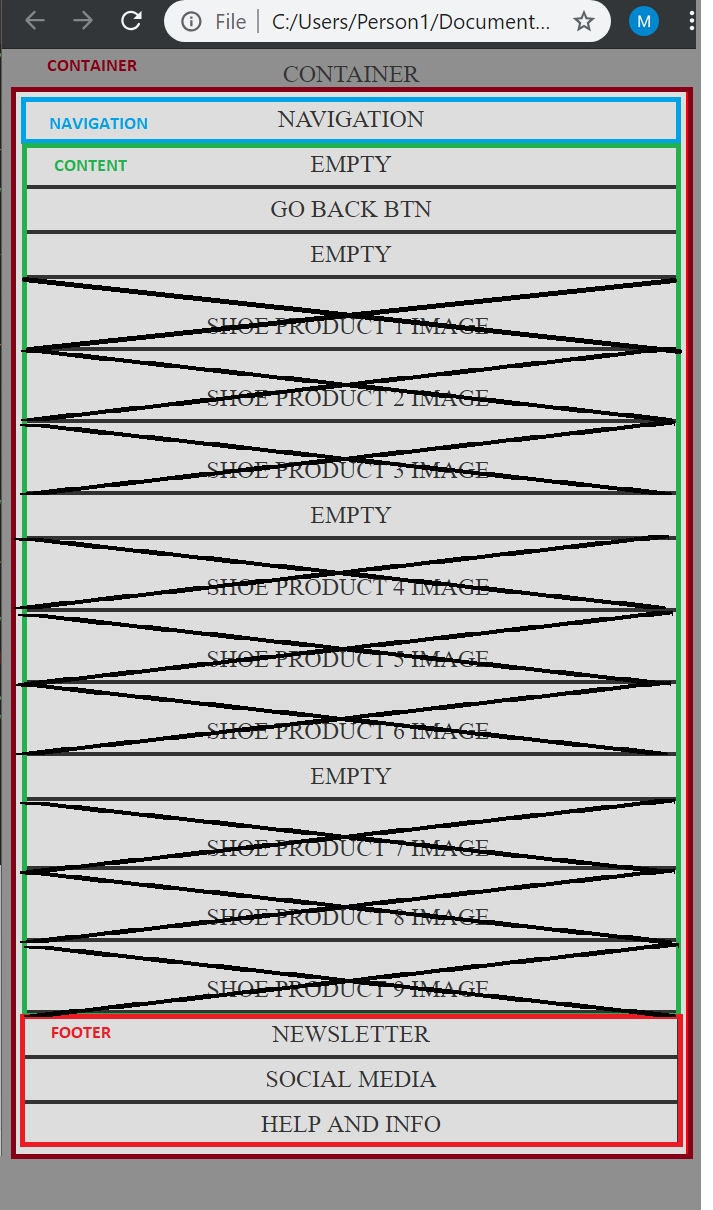 File C:/Users/Person1/Document...
M
CONTAINER
CONTAINER
NAVIGATION
NAVIGATION
CONTENT
EMPTY
GO BACK BTN
EMPTY
SHOE PRODUCT 1 IMAGE
SHOE PRODUCT 2 IMAGE
SHOE PRODUCT 3 IMAGE
EMPTY
SHOE PRODUCT 4 IMAGE
SHOE PRODUCT 5 IMAGE
SHOE PRODUCT 6 IMAGE
EMPTY
SHOE PRODUCT 7 IMAGE
SHOE PRODUCT 8 IMAGE
SHOE PRODUCT 9 IMAGE
FOOTER
NEWSLETTER
SOCIAL MEDIA
HELP AND INFO